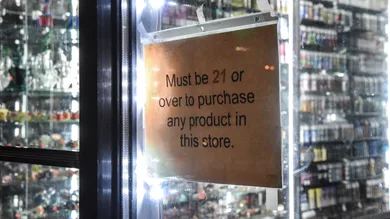 Must be 21 or
over to purchase
any product in
this store.